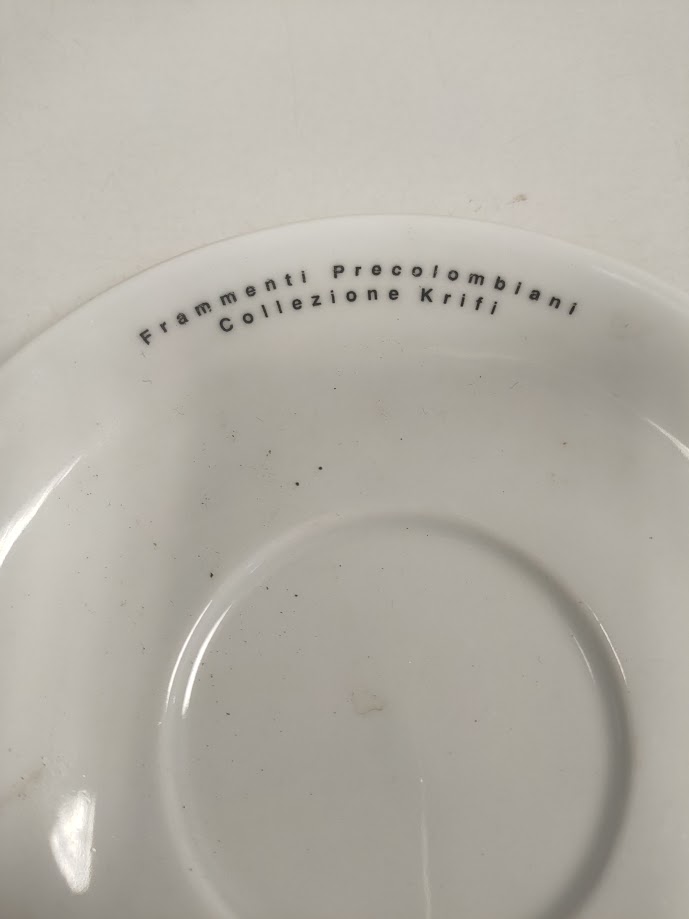 Frammenti Precolombiani
Collezione Krifi